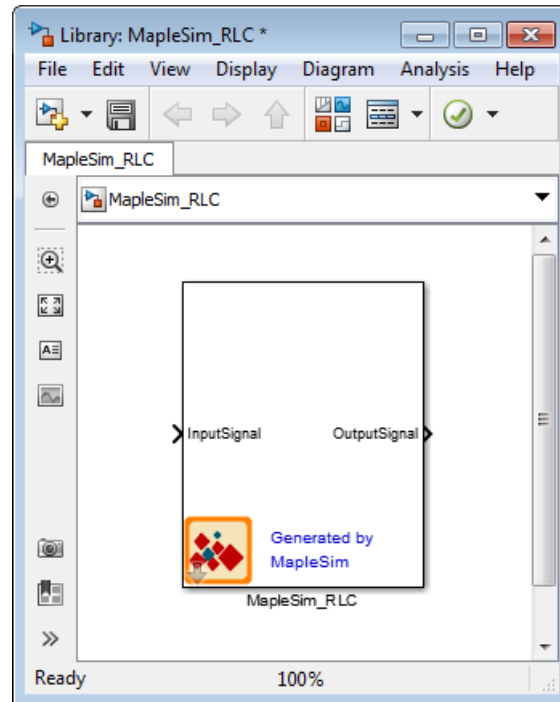 Library: MapleSim_RLC *
File Edit View Display Diagram Analysis Help
MapleSim_RLC
MapleSim_RLC
InputSignal OutputSignal
Generated by
MapleSim
MapleSim_RLC
Ready 100%